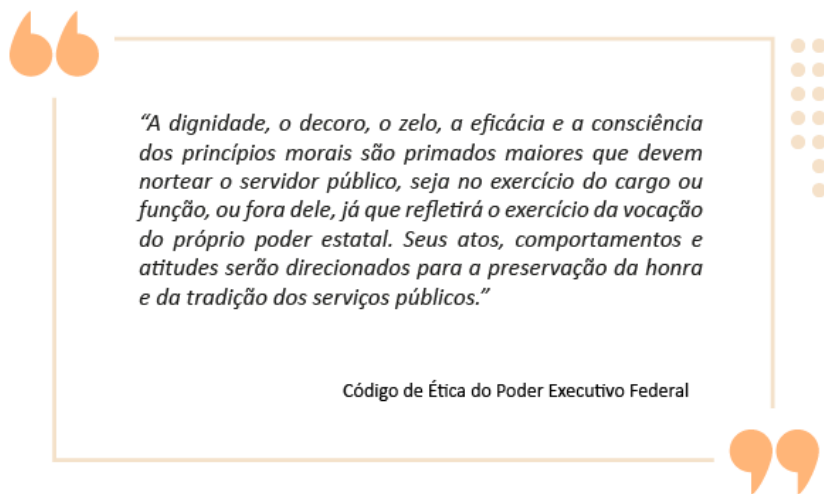 “A dignidade, o decoro, o zelo, a eficácia e a consciência
dos princípios morais são primados maiores que devem
nortear o servidor público, seja no exercício do cargo ou
função, ou fora dele, já que refletirá o exercício da vocação
do próprio poder estatal. Seus atos, comportamentos e
atitudes serão direcionados para a preservação da honra
e da tradição dos serviços públicos.”
Código de Ética do Poder Executivo Federal